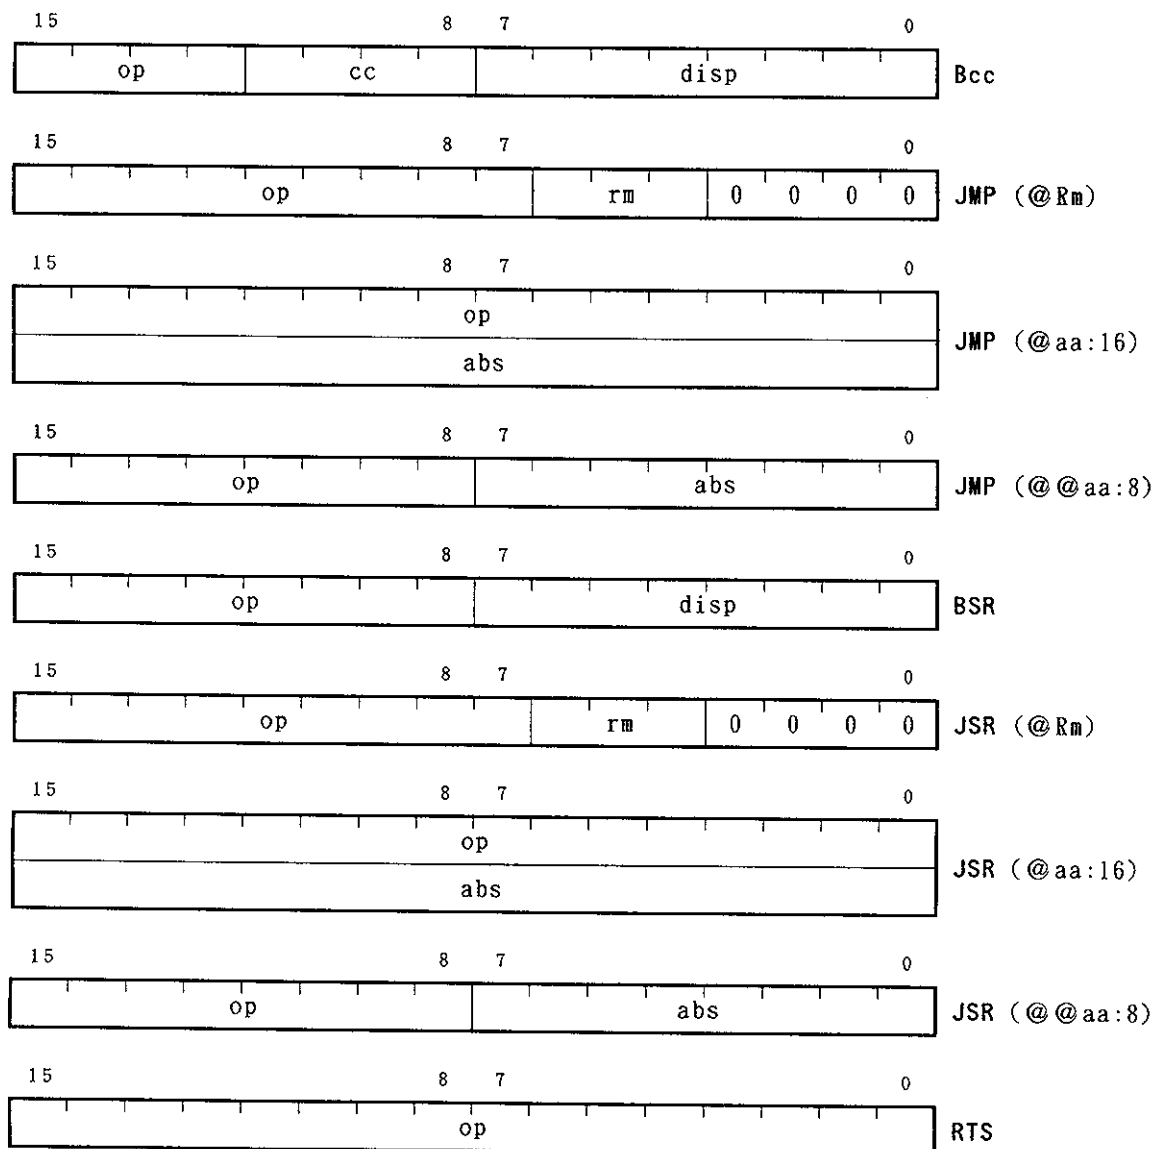 15 8 7 0
op cc disp Bcc
15 8 7 0
op rm 0 0 0 0 JMP (@Rm)
15 8 7 0
op
abs
JMP (@aa:16)
15 8 7 0
op abs JMP (@@aa:8)
15 8 7 0
op disp BSR
15 8 7 0
op rm 0 0 0 0 JSR (@Rm)
15 8 7 0
op
abs
JSR (@aa:16)
15 8 7 0
op abs JSR (@@aa:8)
15 8 7 0
op RTS